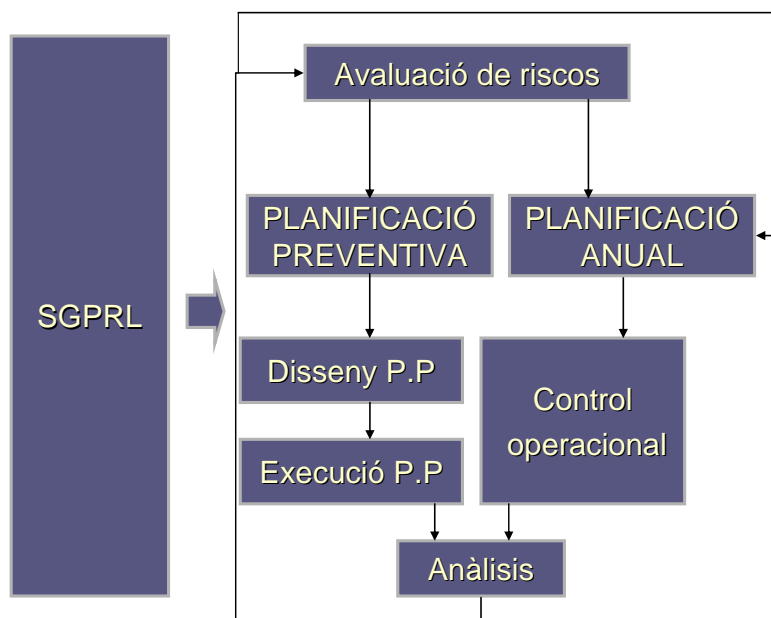 SGPRL
Avaluació de riscos
PLANIFICACIÓ
PREVENTIVA
PLANIFICACIÓ
ANUAL
Disseny P.P
Execució P.P
Control
operacional
Anàlisis